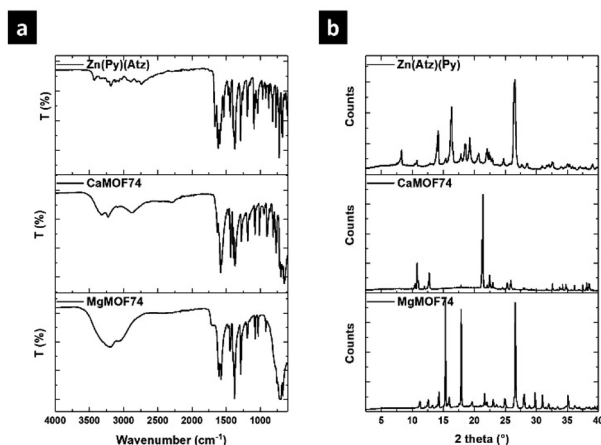 a
Zn(Py)(Atz)
T (%)
CaMOF74
T (%)
MgMOF74
T (%)
4000 3500 3000 2500 2000 1500 1000
Wavenumber (cm-1)
b
Zn(Atz)(Py)
Counts
CaMOF74
Counts
MgMOF74
Counts
5 10 15 20 25 30 35 40
2 theta (°)